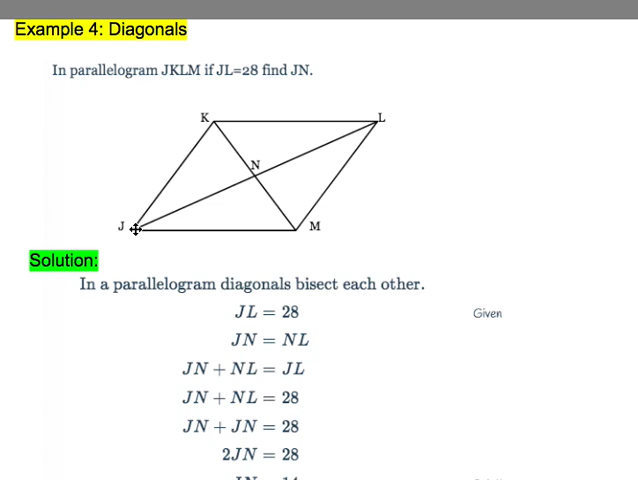 Example 4: Diagonals
In parallelogram JKLM if JL=28 find JN.
K
L
N
J
M
Solution:
In a parallelogram diagonals bisect each other.
JL = 28 Given
JN = NL
JN + NL = JL
JN + NL = 28
JN + JN = 28
2JN = 28